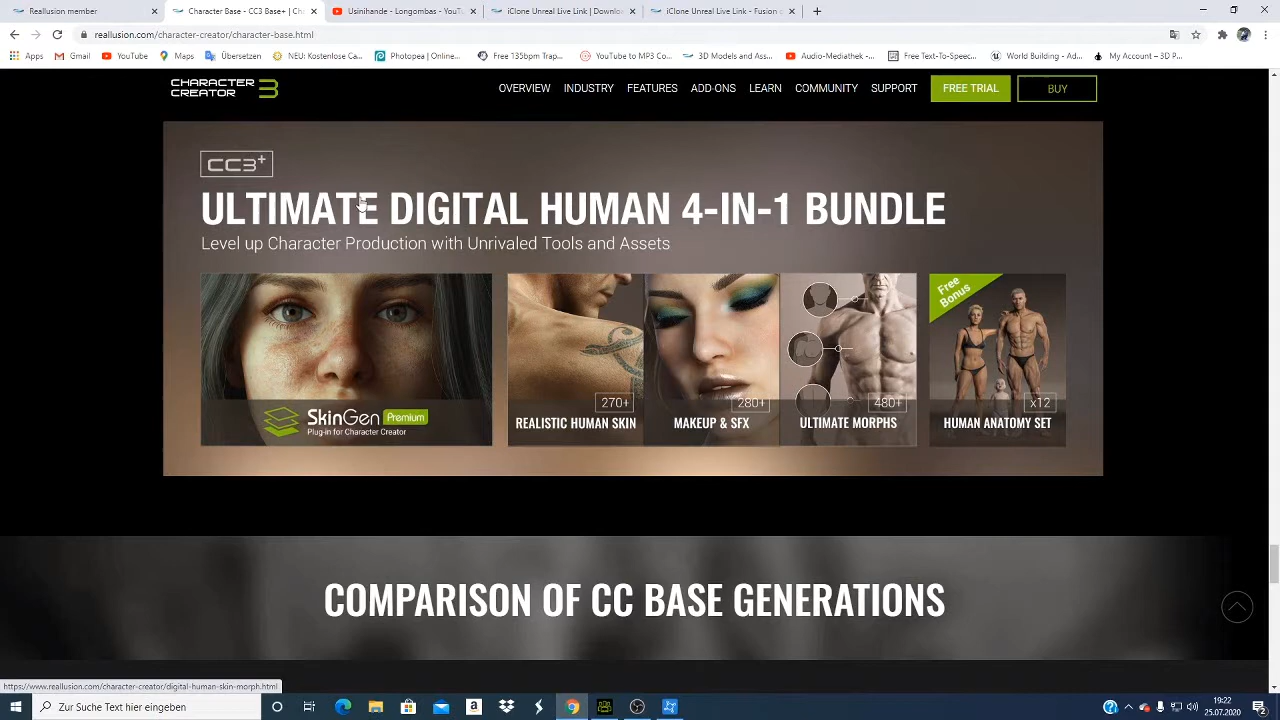 iclone member
Character 3+ CC3+ Base - Ch
Usinininha - YouTube
iClone Unreal Live Link - Onlin
iClone Unreal Live Link - Fusion
reallusion.com/character-creator/character-base.html
Apps
Gmail
YouTube
Maps
Übersetzen
NEU: Kostenlose Ca...
Photopea | Online...
Free 135bpm Trap...
YouTube to MP3 Co...
3D Models and Ass...
Audio-Mediathek -...
Free Text-To-Speec...
World Building - Ad...
My Account – 3D P...
CHARACTER
CREATOR 3
OVERVIEW INDUSTRY FEATURES ADD-ONS LEARN COMMUNITY SUPPORT FREE TRIAL BUY
CC3+
ULTIMATE DIGITAL HUMAN 4-IN-1 BUNDLE
Level up Character Production with Unrivaled Tools and Assets
Free
Bonus
270+ 280+ 480+ x12
SkinGen Premium
Plug-in for Character Creator
REALISTIC HUMAN SKIN
MAKEUP & SFX
ULTIMATE MORPHS
HUMAN ANATOMY SET
COMPARISON OF CC BASE GENERATIONS
https://www.reallusion.com/character-creator/digital-human-skin-morph.html
Zur Suche Text hier eingeben
19:22
25.07.2020